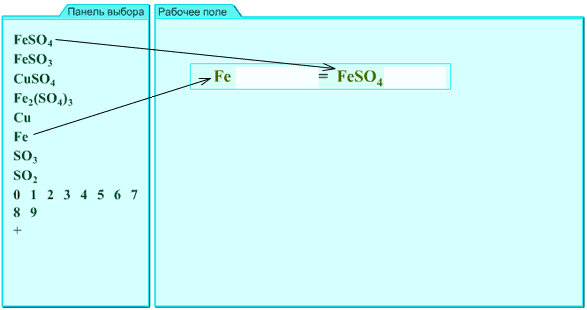 Панель выбора
FeSO₄
FeSO₃
CuSO₄
Fe₂(SO₄)₃
Cu
Fe
SO₃
SO₂
0 1 2 3 4 5 6 7
8 9
+
Рабочее поле
Fe = FeSO₄